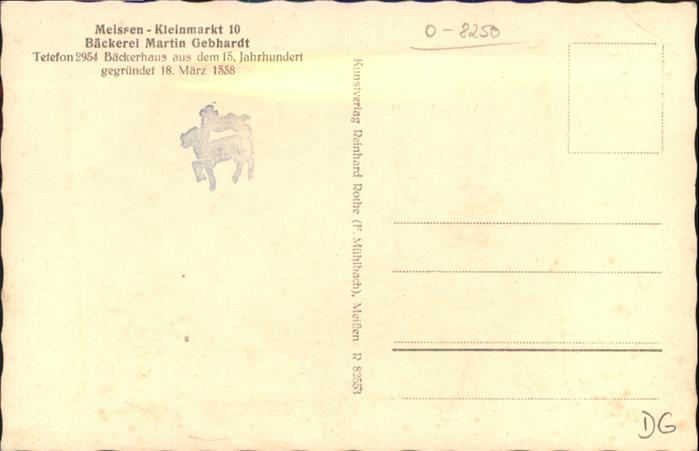 Meissen - Kleinmarkt 10
Bäckerei Martin Gebhardt
Telefon 2954 Bäckerhaus aus dem 15. Jahrhundert
gegründet 18. März 1558
O - 8250
Kunstverlag Reinhard Rothe (F. Mühlbach), Meißen R 82553
DG